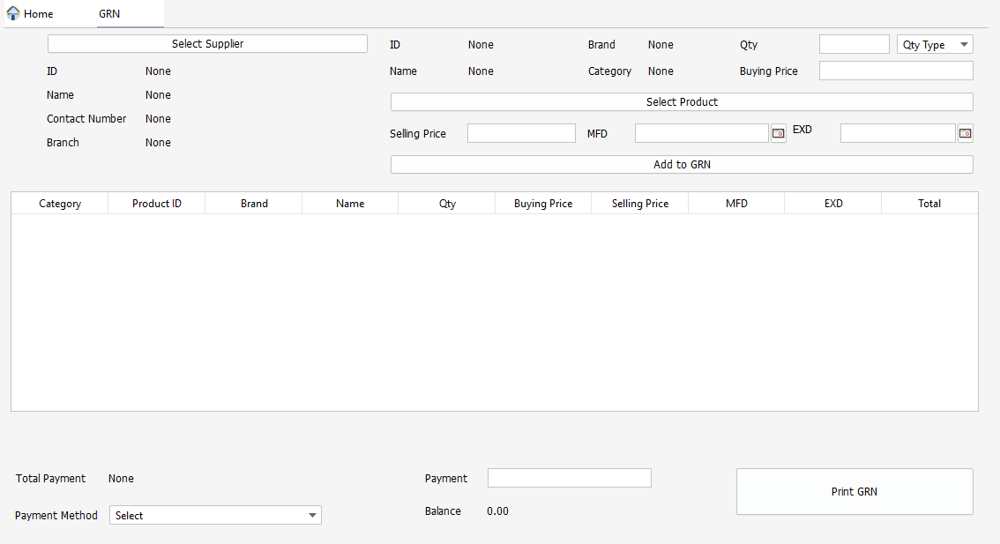 Home GRN
Select Supplier
ID None
Name None
Contact Number None
Branch None
ID None Brand None Qty Qty Type
Name None Category None Buying Price
Select Product
Selling Price MFD EXD
Add to GRN
Category Product ID Brand Name Qty Buying Price Selling Price MFD EXD Total
Total Payment None Payment
Payment Method Select Balance 0.00
Print GRN